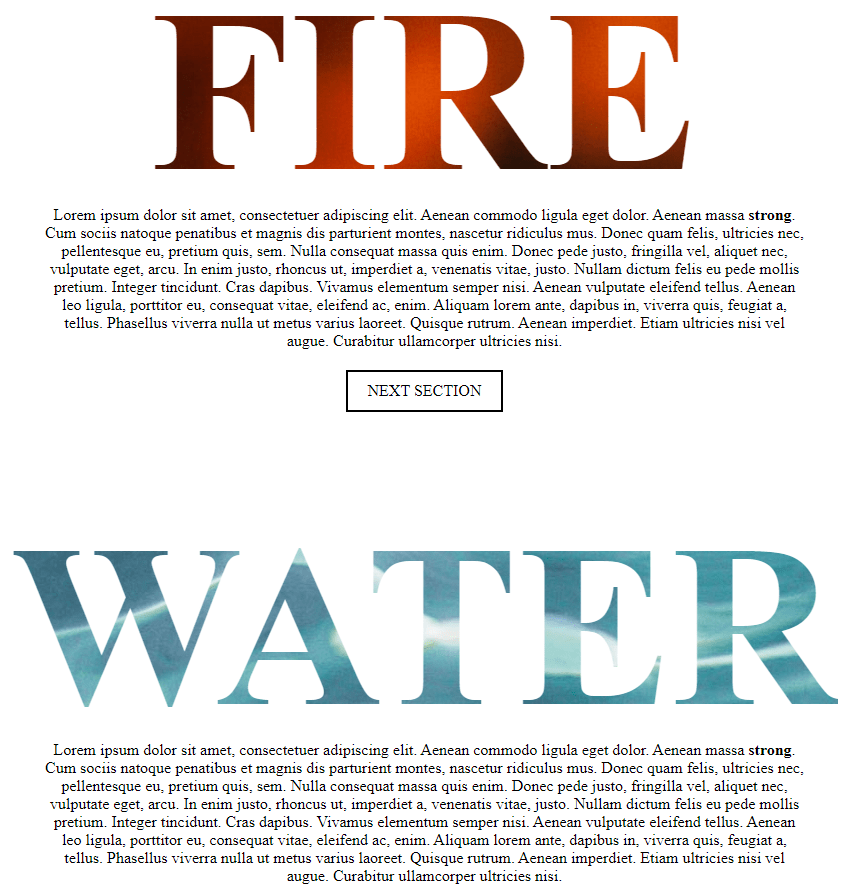 FIRE
Lorem ipsum dolor sit amet, consectetuer adipiscing elit. Aenean commodo ligula eget dolor. Aenean massa strong.
Cum sociis natoque penatibus et magnis dis parturient montes, nascetur ridiculus mus. Donec quam felis, ultricies nec,
pellentesque eu, pretium quis, sem. Nulla consequat massa quis enim. Donec pede justo, fringilla vel, aliquet nec,
vulputate eget, arcu. In enim justo, rhoncus ut, imperdiet a, venenatis vitae, justo. Nullam dictum felis eu pede mollis
pretium. Integer tincidunt. Cras dapibus. Vivamus elementum semper nisi. Aenean vulputate eleifend tellus. Aenean
leo ligula, porttitor eu, consequat vitae, eleifend ac, enim. Aliquam lorem ante, dapibus in, viverra quis, feugiat a,
tellus. Phasellus viverra nulla ut metus varius laoreet. Quisque rutrum. Aenean imperdiet. Etiam ultricies nisi vel
augue. Curabitur ullamcorper ultricies nisi.
NEXT SECTION
WATER
Lorem ipsum dolor sit amet, consectetuer adipiscing elit. Aenean commodo ligula eget dolor. Aenean massa strong.
Cum sociis natoque penatibus et magnis dis parturient montes, nascetur ridiculus mus. Donec quam felis, ultricies nec,
pellentesque eu, pretium quis, sem. Nulla consequat massa quis enim. Donec pede justo, fringilla vel, aliquet nec,
vulputate eget, arcu. In enim justo, rhoncus ut, imperdiet a, venenatis vitae, justo. Nullam dictum felis eu pede mollis
pretium. Integer tincidunt. Cras dapibus. Vivamus elementum semper nisi. Aenean vulputate eleifend tellus. Aenean
leo ligula, porttitor eu, consequat vitae, eleifend ac, enim. Aliquam lorem ante, dapibus in, viverra quis, feugiat a,
tellus. Phasellus viverra nulla ut metus varius laoreet. Quisque rutrum. Aenean imperdiet. Etiam ultricies nisi vel
augue. Curabitur ullamcorper ultricies nisi.